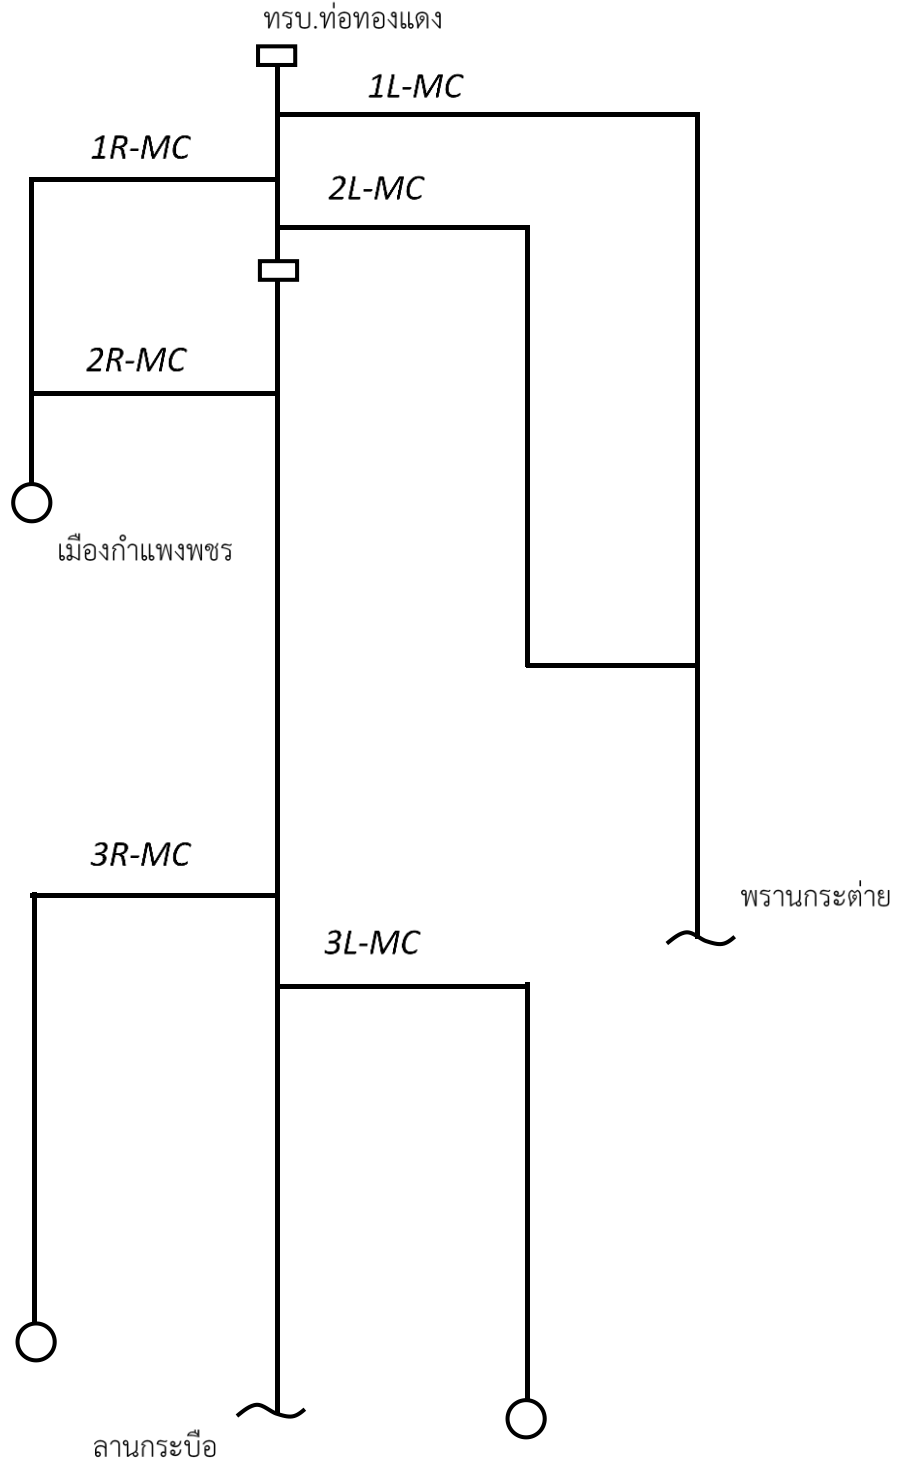 ทรบ.ท่อทองแดง
1L-MC
1R-MC
2L-MC
2R-MC
เมืองกำแพงพชร
3R-MC
พรานกระต่าย
3L-MC
ลานกระบือ